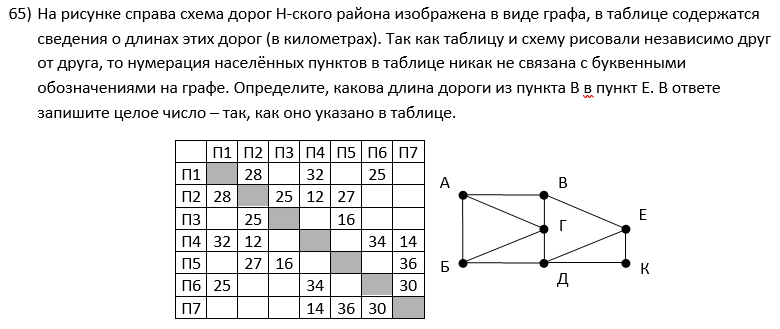 65) На рисунке справа схема дорог Н-ского района изображена в виде графа, в таблице содержатся
сведения о длинах этих дорог (в километрах). Так как таблицу и схему рисовали независимо друг
от друга, то нумерация населённых пунктов в таблице никак не связана с буквенными
обозначениями на графе. Определите, какова длина дороги из пункта В в пункт Е. В ответе
запишите целое число – так, как оно указано в таблице.
П1 П2 П3 П4 П5 П6 П7
П1 28 32 25
П2 28 25 12 27
П3 25 16
П4 32 12 34 14
П5 27 16 36
П6 25 34 30
П7 14 36 30
А В
Г Е
Б Д К